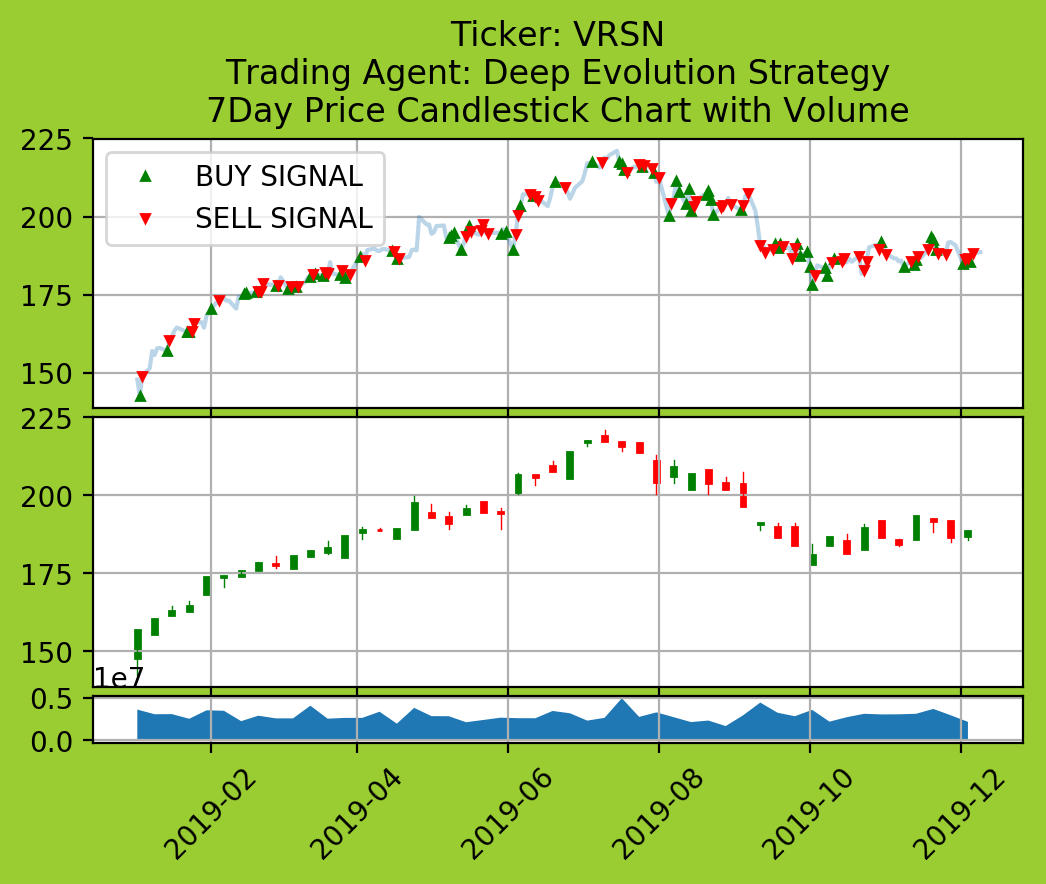 Ticker: VRSN
Trading Agent: Deep Evolution Strategy
7Day Price Candlestick Chart with Volume
225
200
175
150
BUY SIGNAL
SELL SIGNAL
225
200
175
150
1e7
0.5
0.0
2019-02
2019-04
2019-06
2019-08
2019-10
2019-12